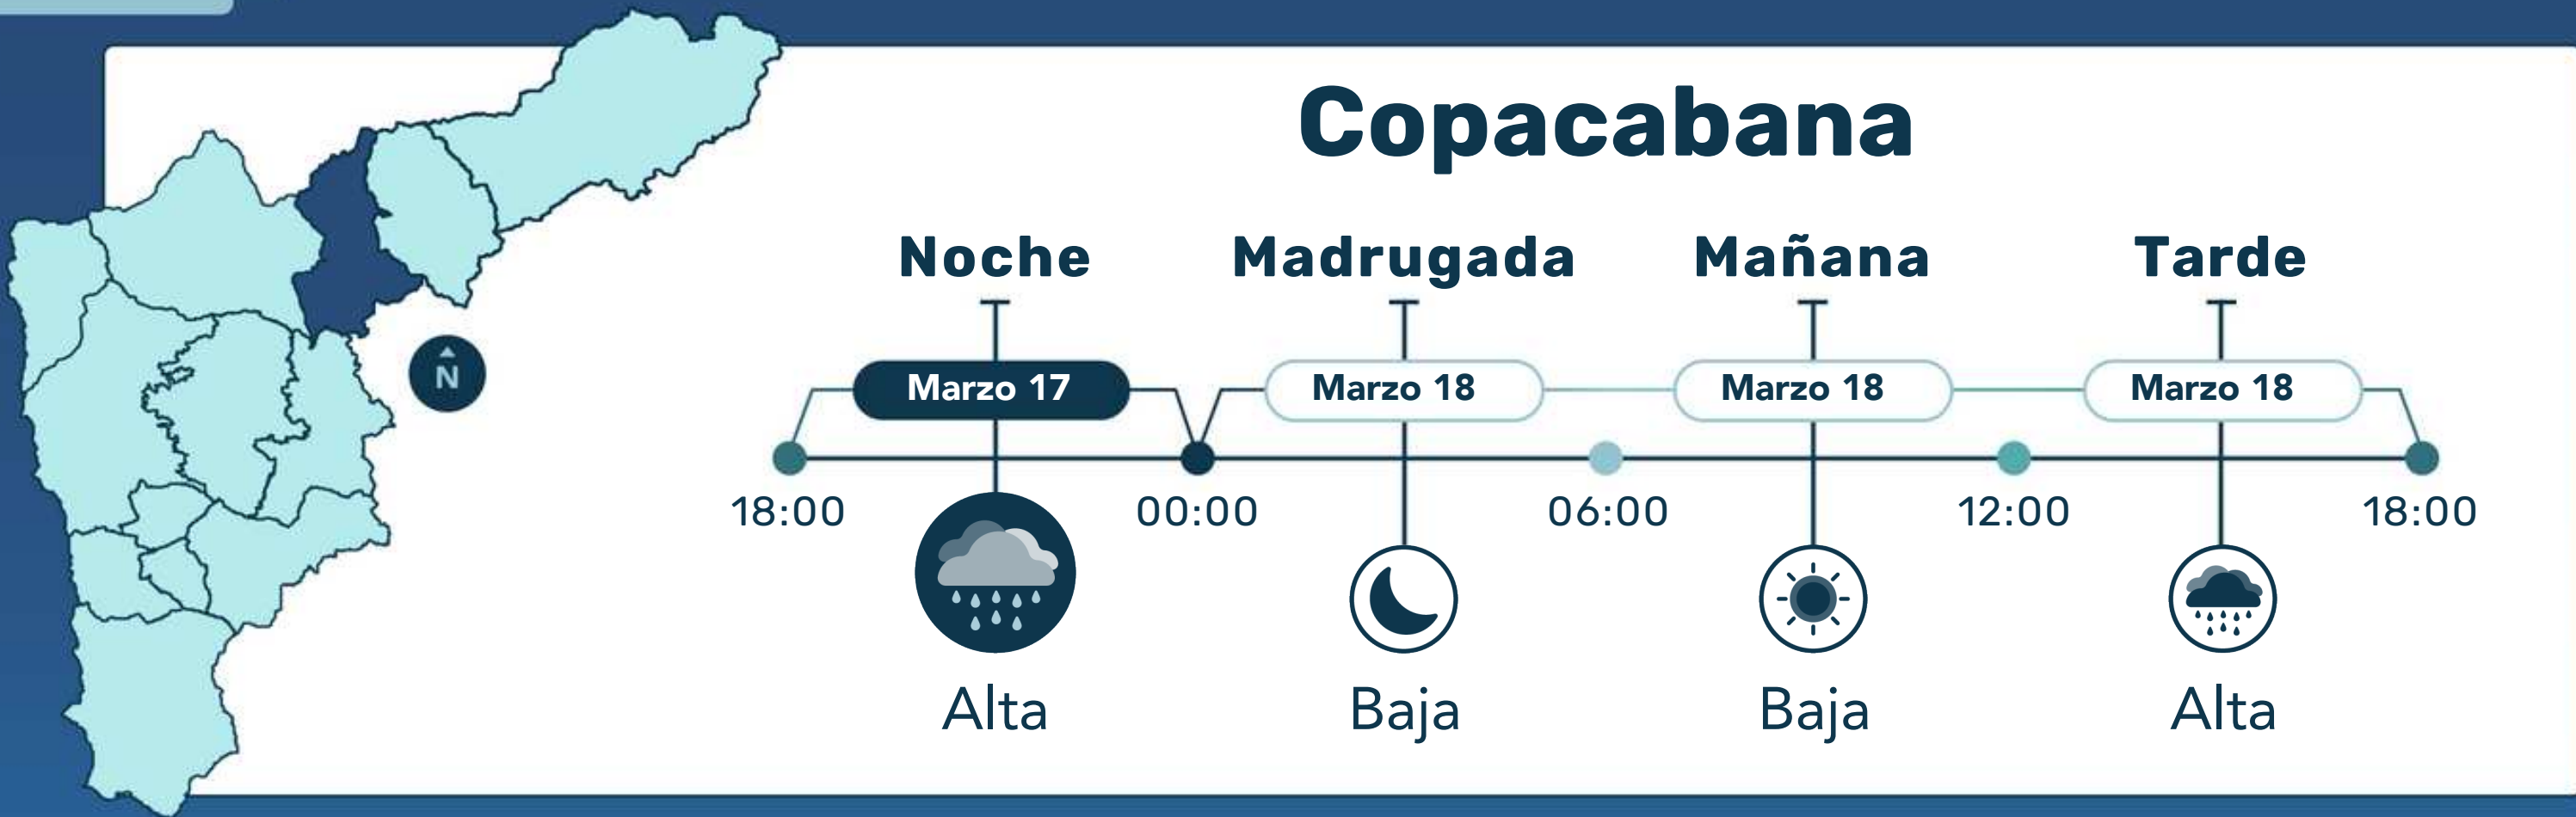 Copacabana
Noche Madrugada Mañana Tarde
Marzo 17 Marzo 18 Marzo 18 Marzo 18
N
18:00 00:00 06:00 12:00 18:00
Alta Baja Baja Alta